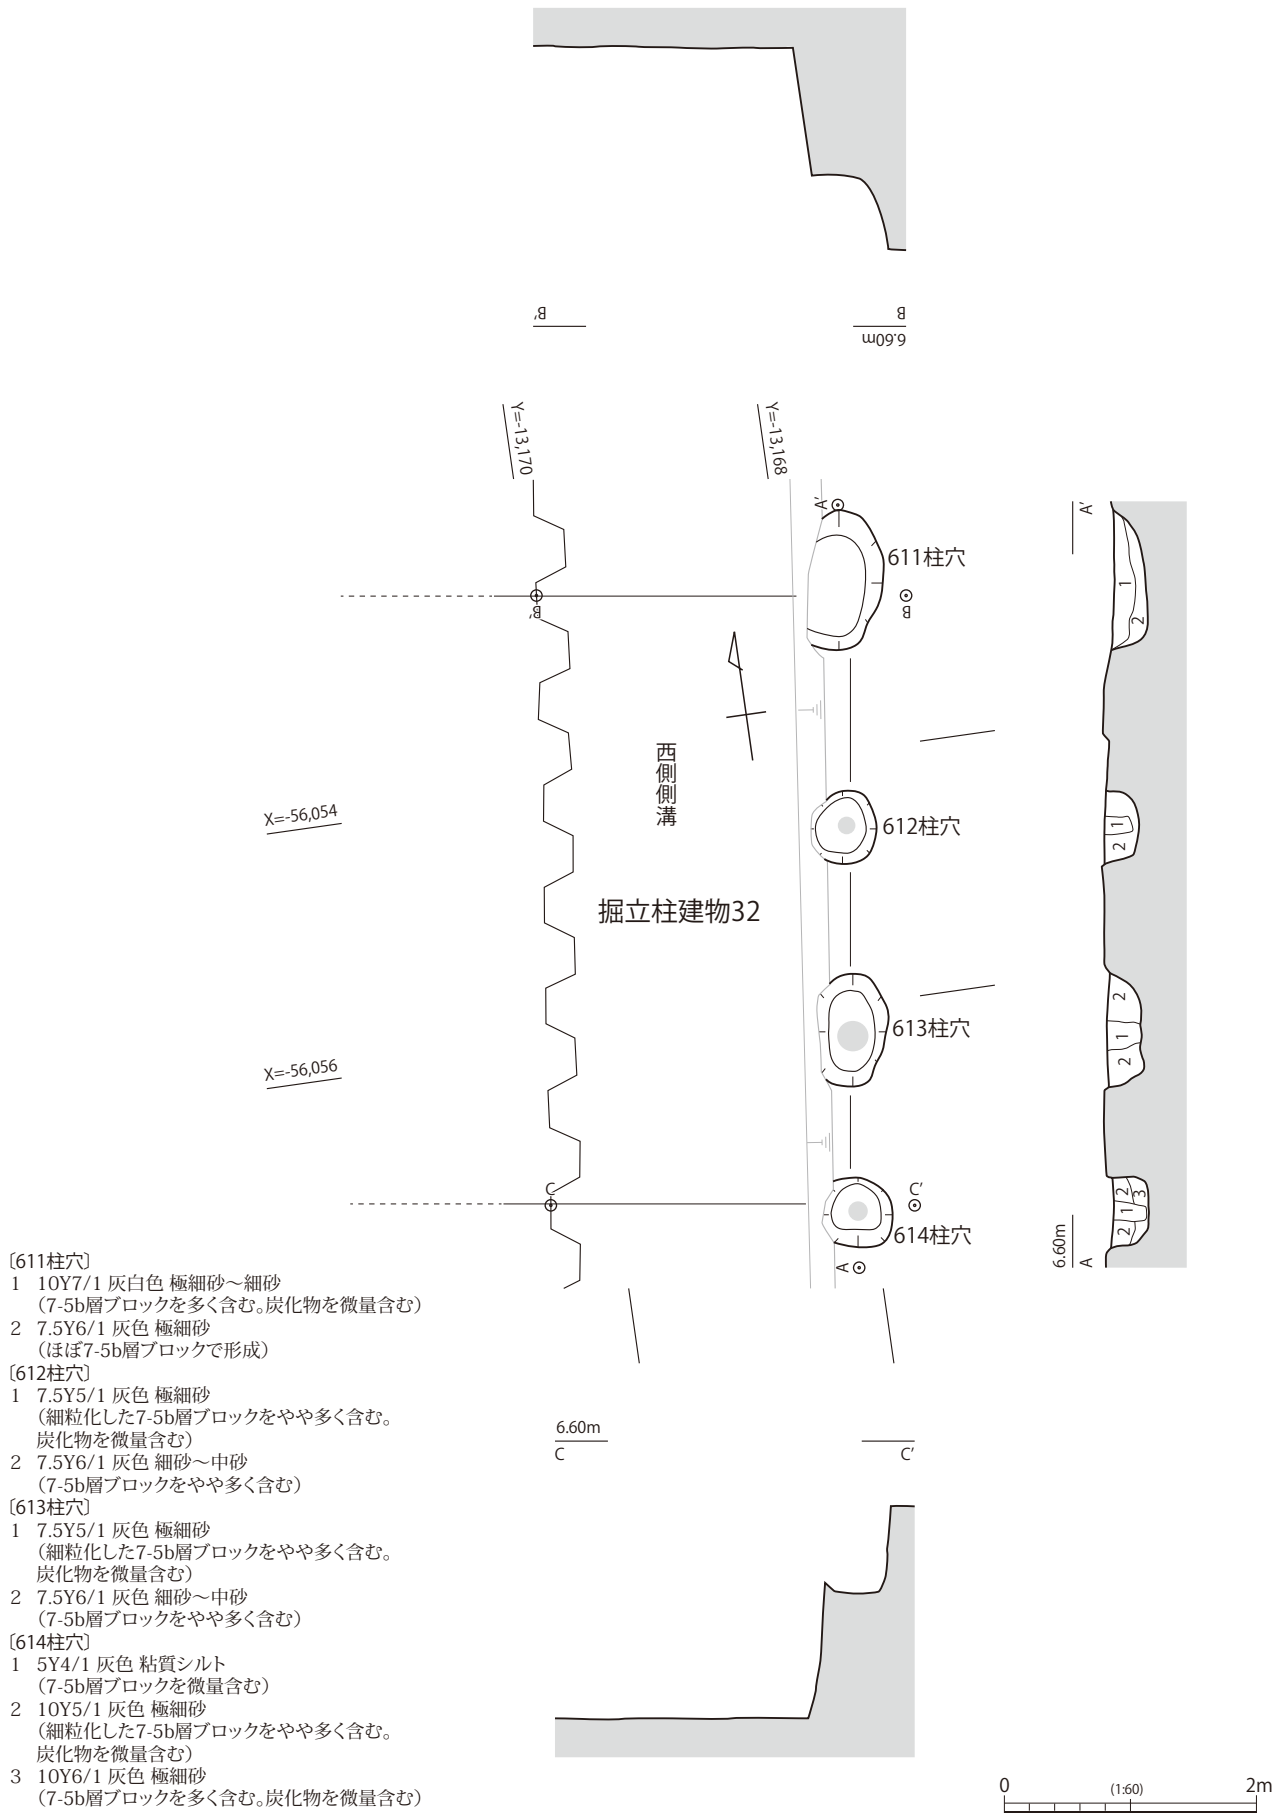 B'
B
6.60m
Y=-13,170
Y=-13,168
A'
611柱穴
B'
B
A'
1
2
西側側溝
X=-56,054
612柱穴
1
2
掘立柱建物32
2
1
2
613柱穴
X=-56,056
C
C'
614柱穴
A
2
3
1
2
6.60m
A
〔611柱穴〕
1 10Y7/1 灰白色 極細砂～細砂
（7-5b層ブロックを多く含む。炭化物を微量含む）
2 7.5Y6/1 灰色 極細砂
（ほぼ7-5b層ブロックで形成）
〔612柱穴〕
1 7.5Y5/1 灰色 極細砂
（細粒化した7-5b層ブロックをやや多く含む。
炭化物を微量含む）
2 7.5Y6/1 灰色 細砂～中砂
（7-5b層ブロックをやや多く含む）
〔613柱穴〕
1 7.5Y5/1 灰色 極細砂
（細粒化した7-5b層ブロックをやや多く含む。
炭化物を微量含む）
2 7.5Y6/1 灰色 細砂～中砂
（7-5b層ブロックをやや多く含む）
〔614柱穴〕
1 5Y4/1 灰色 粘質シルト
（7-5b層ブロックを微量含む）
2 10Y5/1 灰色 極細砂
（細粒化した7-5b層ブロックをやや多く含む。
炭化物を微量含む）
3 10Y6/1 灰色 極細砂
（7-5b層ブロックを多く含む。炭化物を微量含む）
6.60m
C
C'
0 (1:60) 2m